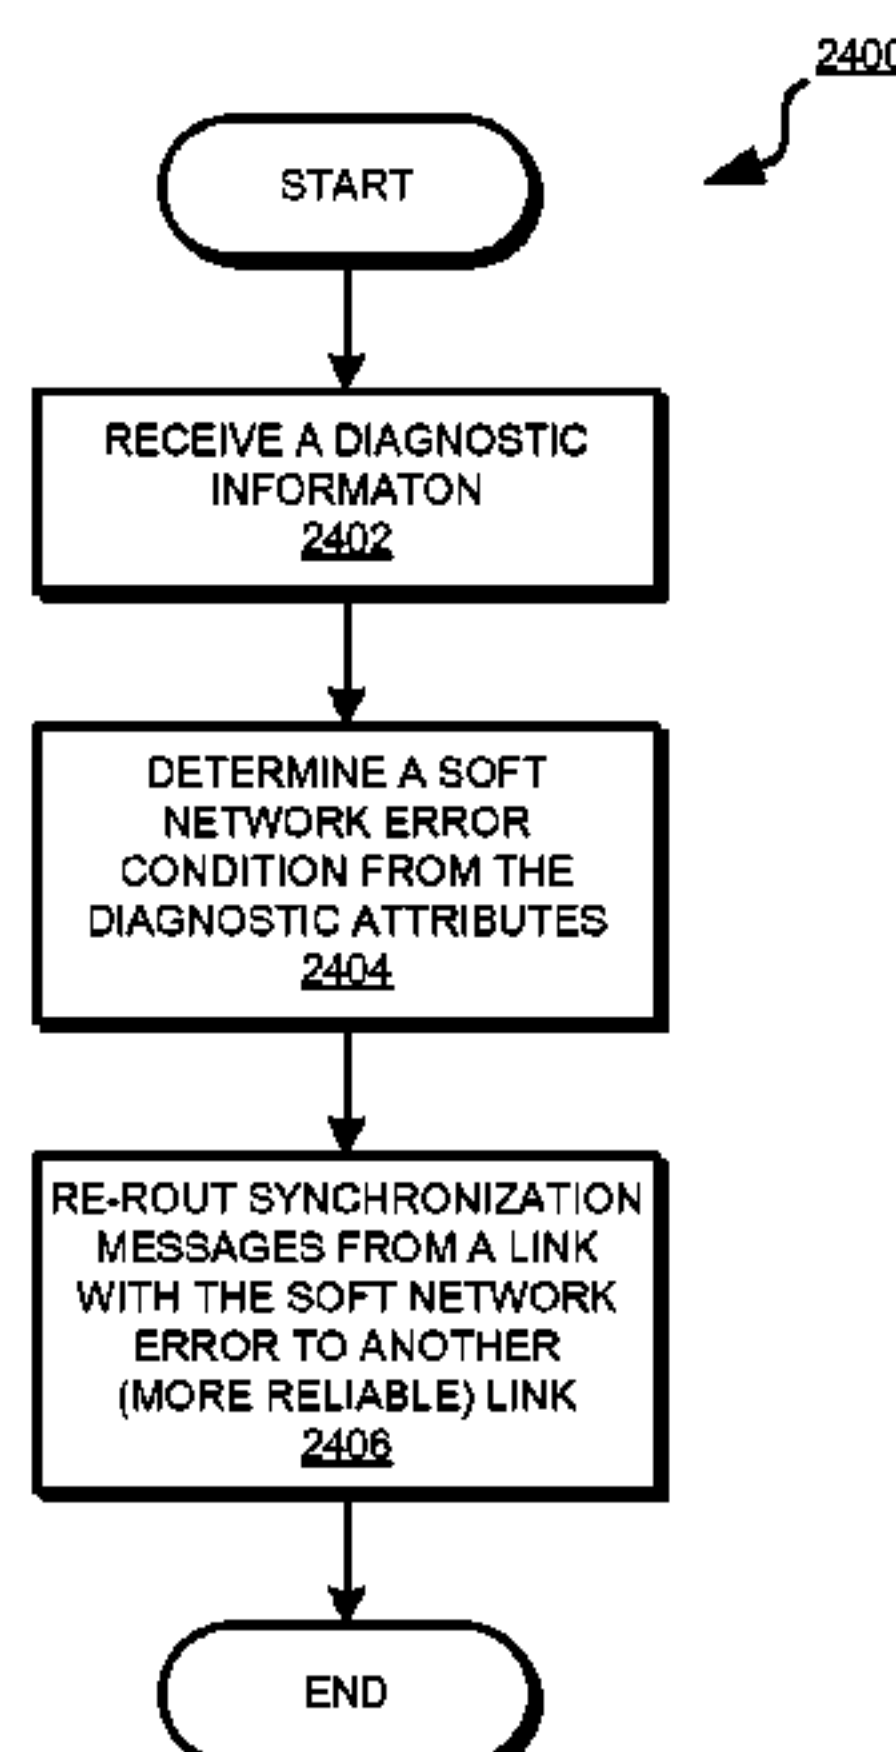 2400
START
RECEIVE A DIAGNOSTIC
INFORMATON
2402
DETERMINE A SOFT
NETWORK ERROR
CONDITION FROM THE
DIAGNOSTIC ATTRIBUTES
2404
RE-ROUT SYNCHRONIZATION
MESSAGES FROM A LINK
WITH THE SOFT NETWORK
ERROR TO ANOTHER
(MORE RELIABLE) LINK
2406
END